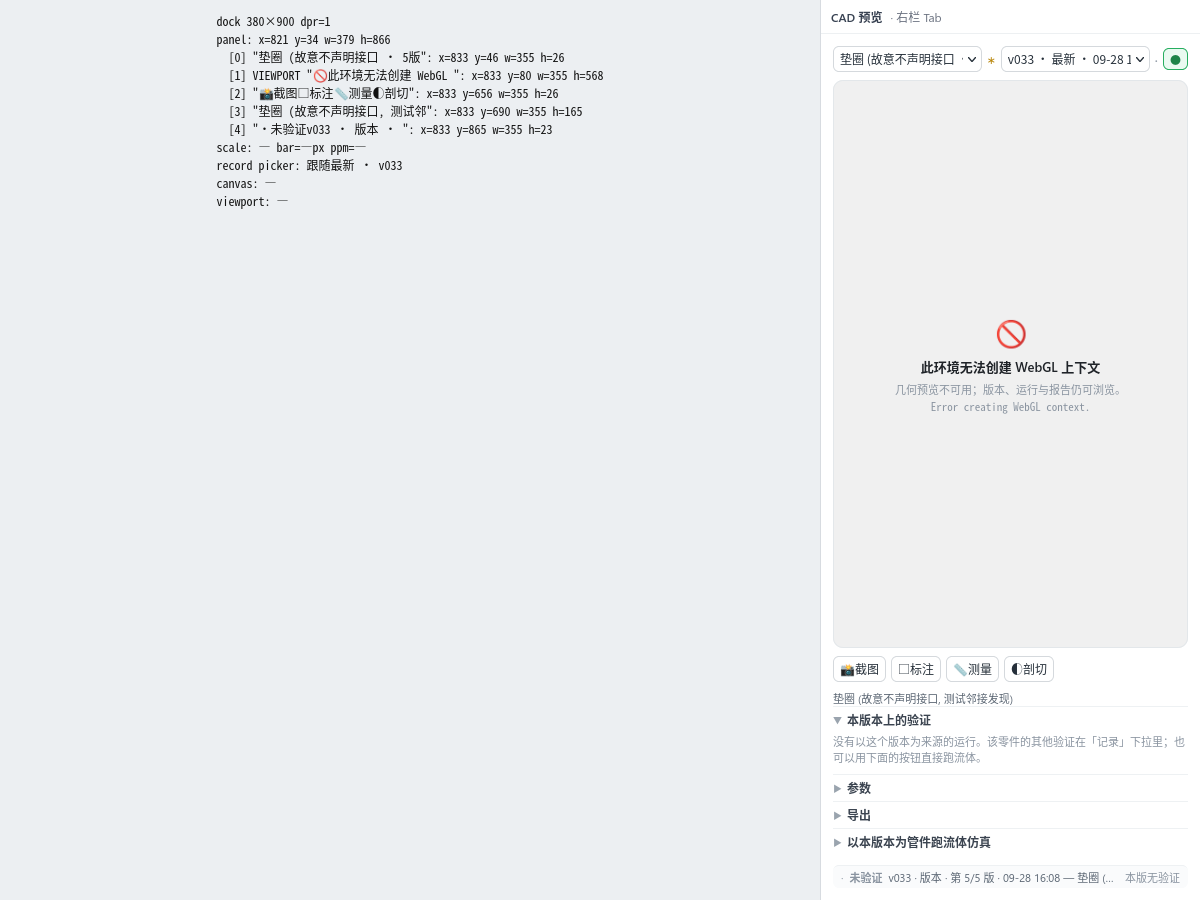 dock 380×900 dpr=1
panel: x=821 y=34 w=379 h=866
[0] "垫圈 (故意不声明接口 · 5版": x=833 y=46 w=355 h=26
[1] VIEWPORT "🚫此环境无法创建 WebGL ": x=833 y=80 w=355 h=568
[2] "📸截图□标注📏测量◐剖切": x=833 y=656 w=355 h=26
[3] "垫圈 (故意不声明接口, 测试邻": x=833 y=690 w=355 h=165
[4] "·未验证v033 · 版本 · ": x=833 y=865 w=355 h=23
scale: — bar=—px ppm=—
record picker: 跟随最新 · v033
canvas: —
viewport: —
CAD 预览 · 右栏 Tab
垫圈 (故意不声明接口 * v033 · 最新 · 09-28 1 ·
此环境无法创建 WebGL 上下文
几何预览不可用；版本、运行与报告仍可浏览。
Error creating WebGL context.
📸截图 □标注 📏测量 ◐剖切
垫圈 (故意不声明接口, 测试邻接发现)
▼ 本版本上的验证
没有以这个版本为来源的运行。该零件的其他验证在「记录」下拉里；也
可以用下面的按钮直接跑流体。
▶ 参数
▶ 导出
▶ 以本版本为管件跑流体仿真
· 未验证 v033 · 版本 · 第 5/5 版 · 09-28 16:08 — 垫圈 (... 本版无验证